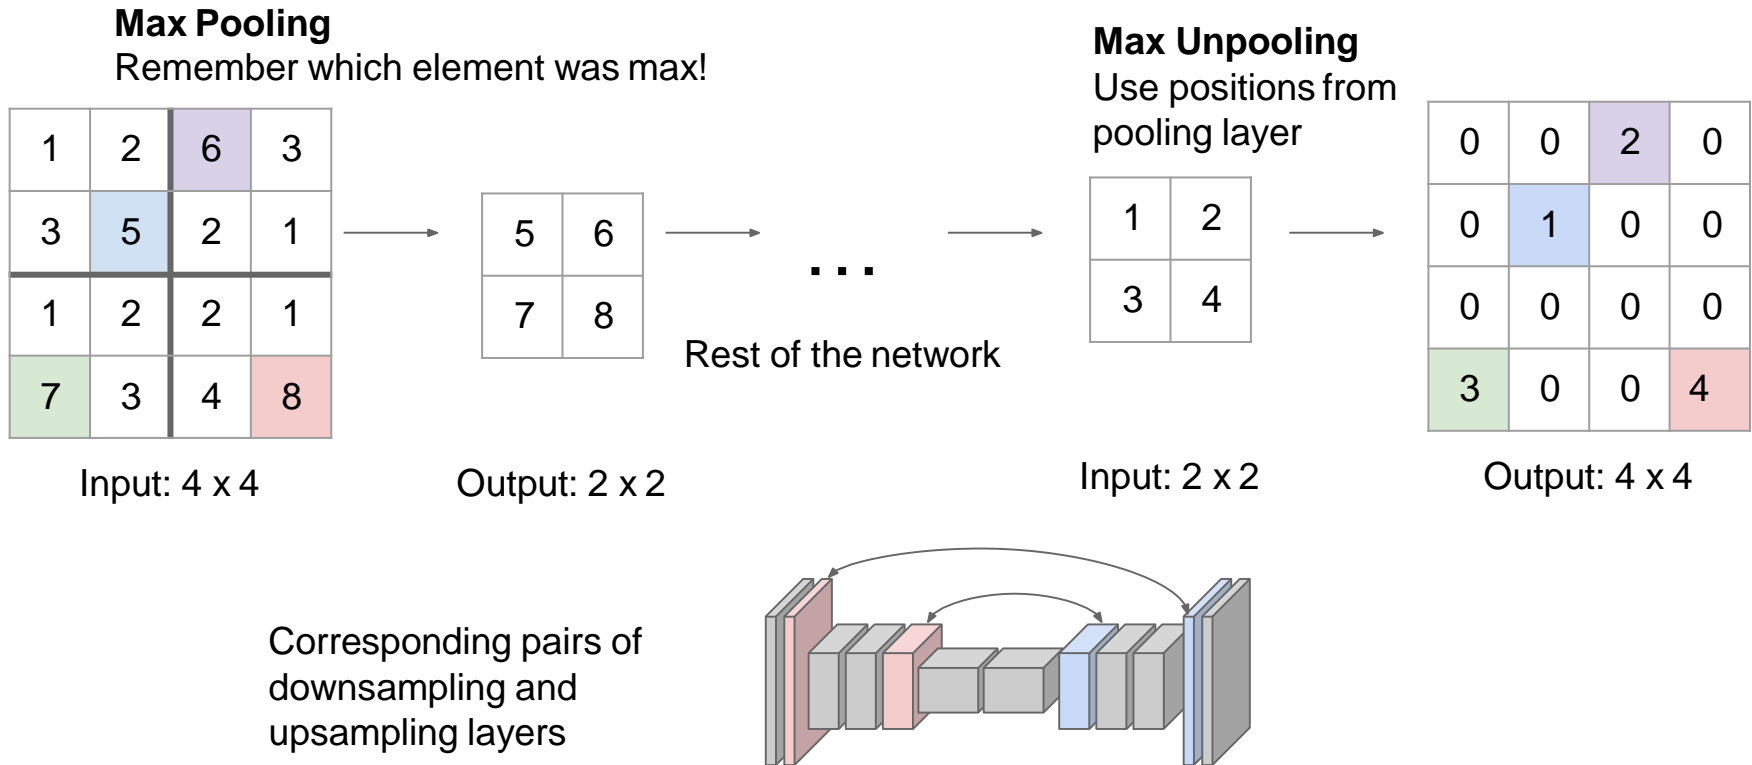 Max Pooling
Remember which element was max!
1 2 6 3
3 5 2 1
1 2 2 1
7 3 4 8
Input: 4 x 4
5 6
7 8
Output: 2 x 2
...
Rest of the network
Max Unpooling
Use positions from
pooling layer
1 2
3 4
Input: 2 x 2
0 0 2 0
0 1 0 0
0 0 0 0
3 0 0 4
Output: 4 x 4
Corresponding pairs of
downsampling and
upsampling layers